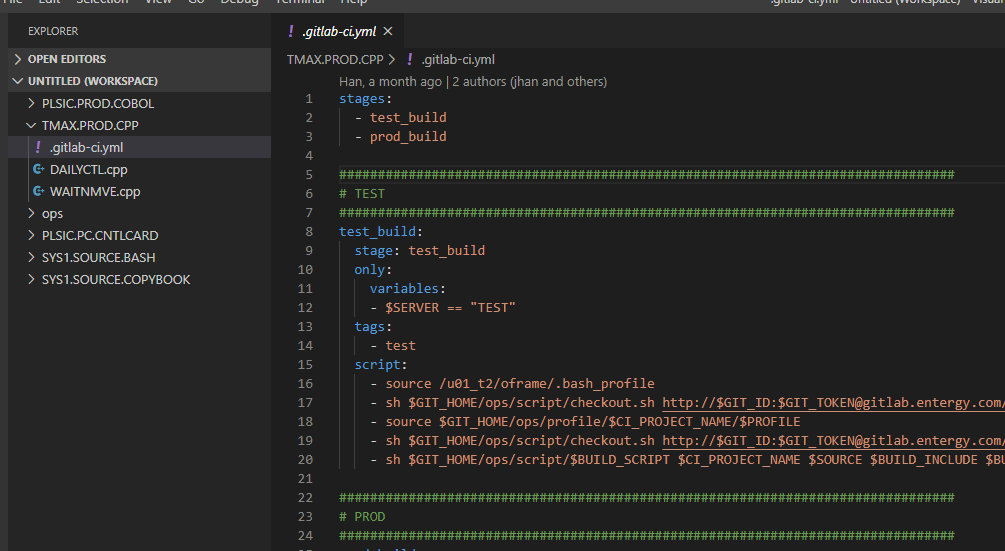 File Edit Selection View Go Debug Terminal Help .gitlab-ci.yml - Untitled (Workspace) - Visual
EXPLORER
OPEN EDITORS
UNTITLED (WORKSPACE)
PLSIC.PROD.COBOL
TMAX.PROD.CPP
! .gitlab-ci.yml
DAILYCTL.cpp
WAITNMVE.cpp
ops
PLSIC.PC.CNTLCARD
SYS1.SOURCE.BASH
SYS1.SOURCE.COPYBOOK
! .gitlab-ci.yml ×
TMAX.PROD.CPP > ! .gitlab-ci.yml
Han, a month ago | 2 authors (jhan and others)
1 stages:
2 - test_build
3 - prod_build
4
5 ################################################################################
6 # TEST
7 ################################################################################
8 test_build:
9 stage: test_build
10 only:
11 variables:
12 - $SERVER == "TEST"
13 tags:
14 - test
15 script:
16 - source /u01_t2/oframe/.bash_profile
17 - sh $GIT_HOME/ops/script/checkout.sh http://$GIT_ID:$GIT_TOKEN@gitlab.entergy.com/
18 - source $GIT_HOME/ops/profile/$CI_PROJECT_NAME/$PROFILE
19 - sh $GIT_HOME/ops/script/checkout.sh http://$GIT_ID:$GIT_TOKEN@gitlab.entergy.com/
20 - sh $GIT_HOME/ops/script/$BUILD_SCRIPT $CI_PROJECT_NAME $SOURCE $BUILD_INCLUDE $BU
21
22 ################################################################################
23 # PROD
24 ################################################################################